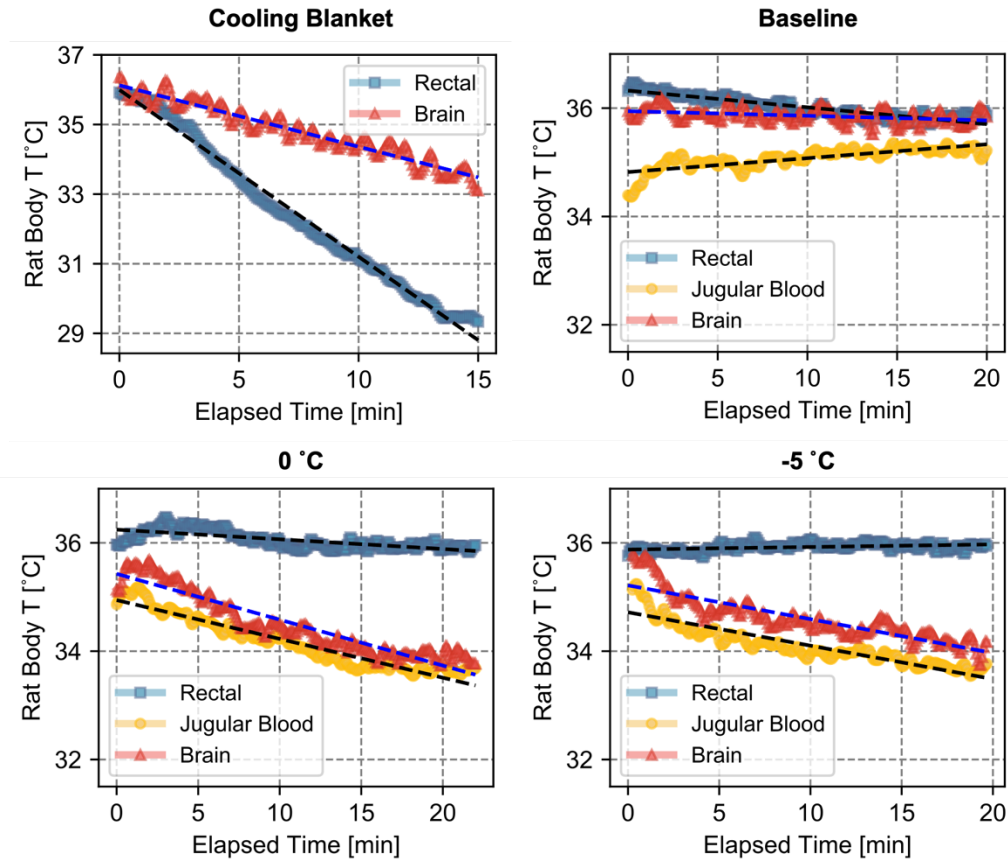 Cooling Blanket
Rat Body T [˚C]
37
35
33
31
29
Rectal
Brain
0 5 10 15
Elapsed Time [min]
Baseline
Rat Body T [˚C]
36
34
32
Rectal
Jugular Blood
Brain
0 5 10 15 20
Elapsed Time [min]
0 ˚C
Rat Body T [˚C]
36
34
32
Rectal
Jugular Blood
Brain
0 5 10 15 20
Elapsed Time [min]
-5 ˚C
Rat Body T [˚C]
36
34
32
Rectal
Jugular Blood
Brain
0 5 10 15 20
Elapsed Time [min]